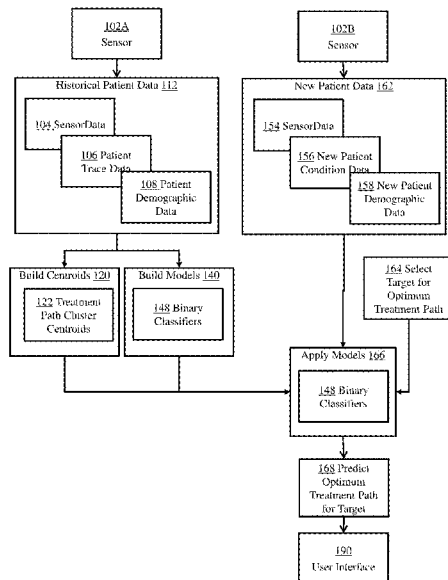 102A
Sensor
102B
Sensor
Historical Patient Data 112
104 SensorData
106 Patient
Trace Data
108 Patient
Demographic
Data
New Patient Data 162
154 SensorData
156 New Patient
Condition Data
158 New Patient
Demographic
Data
Build Centroids 120
122 Treatment
Path Cluster
Centroids
Build Models 140
148 Binary
Classifiers
164 Select
Target for
Optimum
Treatment Path
Apply Models 166
148 Binary
Classifiers
168 Predict
Optimum
Treatment Path
for Target
190
User Interface